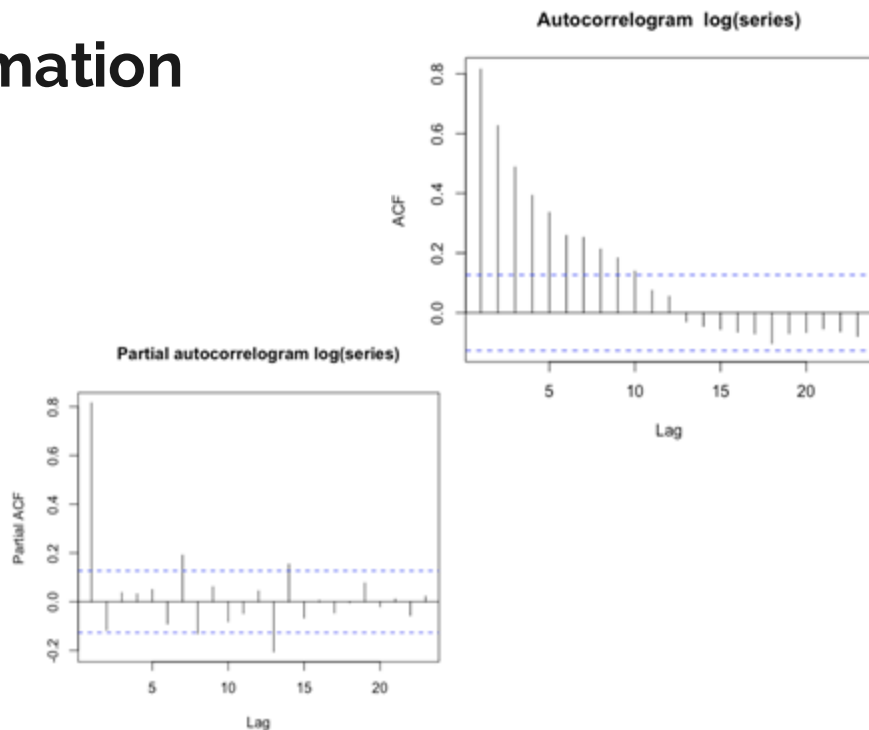 mation
Autocorrelogram log(series)
ACF
0.8
0.6
0.4
0.2
0.0
5 10 15 20
Lag
Partial autocorrelogram log(series)
Partial ACF
0.8
0.6
0.4
0.2
0.0
-0.2
5 10 15 20
Lag